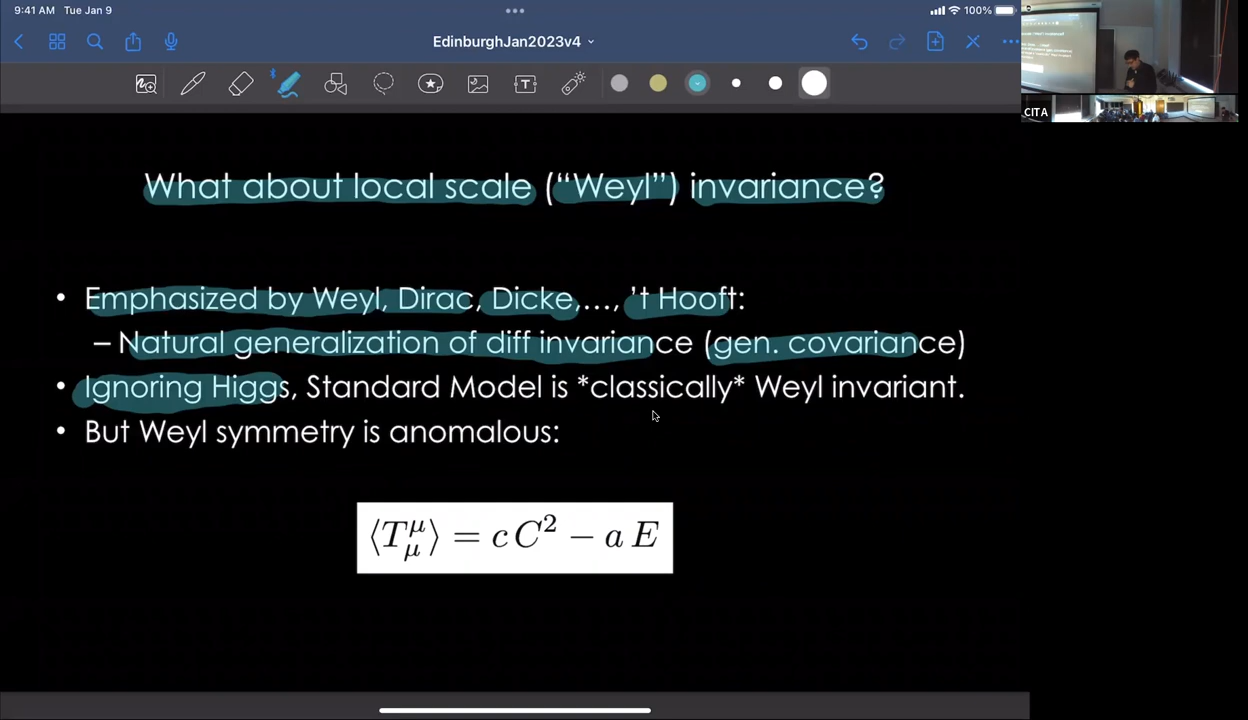 9:41 AM Tue Jan 9
100%
EdinburghJan2023v4
CITA
What about local scale (“Weyl”) invariance?
• Emphasized by Weyl, Dirac, Dicke,…, ’t Hooft:
– Natural generalization of diff invariance (gen. covariance)
• Ignoring Higgs, Standard Model is *classically* Weyl invariant.
• But Weyl symmetry is anomalous:
⟨T^μ_μ⟩ = c C² − a E